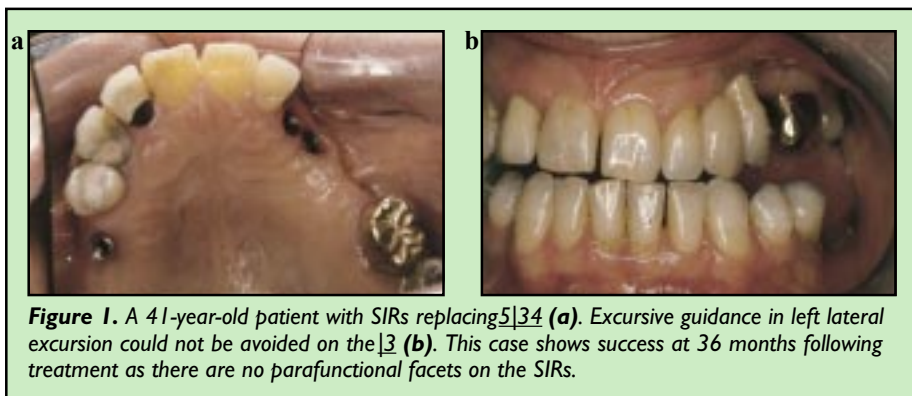 a
b
Figure 1. A 41-year-old patient with SIRs replacing5|34 (a). Excursive guidance in left lateral
excursion could not be avoided on the|3 (b). This case shows success at 36 months following
treatment as there are no parafunctional facets on the SIRs.